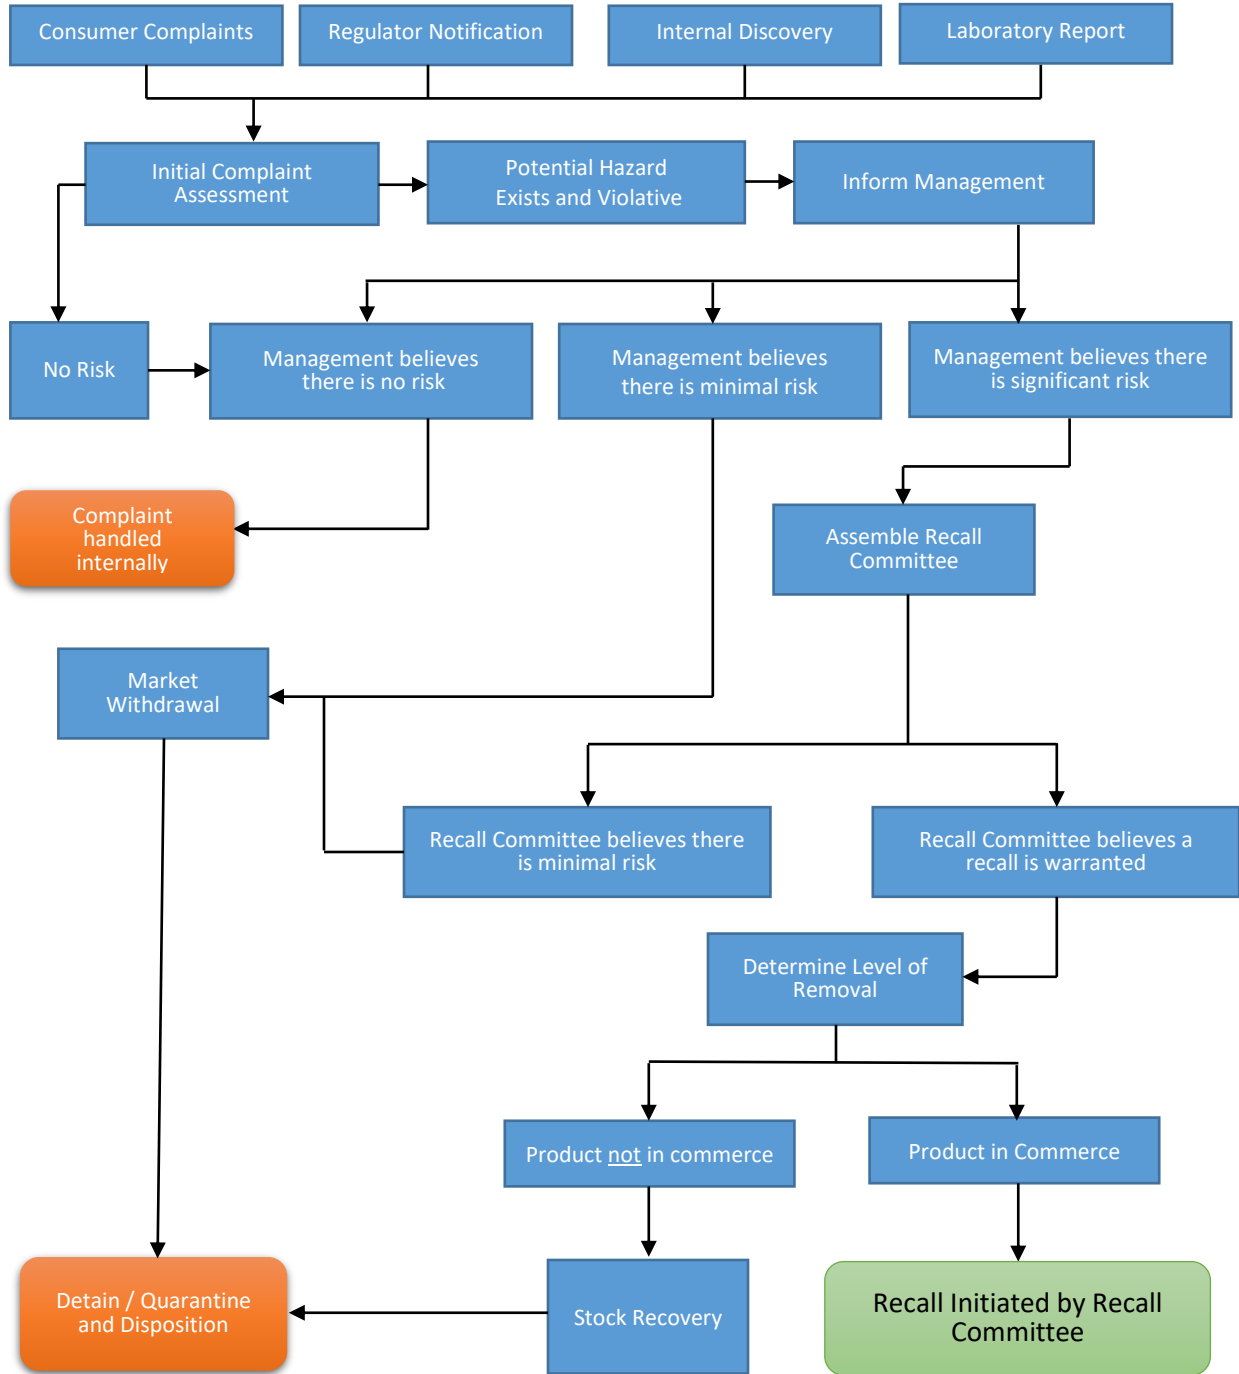 Consumer Complaints
Regulator Notification
Internal Discovery
Laboratory Report
Initial Complaint
Assessment
Potential Hazard
Exists and Violative
Inform Management
No Risk
Management believes
there is no risk
Management believes
there is minimal risk
Management believes there
is significant risk
Complaint
handled
internally
Assemble Recall
Committee
Market
Withdrawal
Recall Committee believes there
is minimal risk
Recall Committee believes a
recall is warranted
Determine Level of
Removal
Product not in commerce
Product in Commerce
Detain / Quarantine
and Disposition
Stock Recovery
Recall Initiated by Recall
Committee